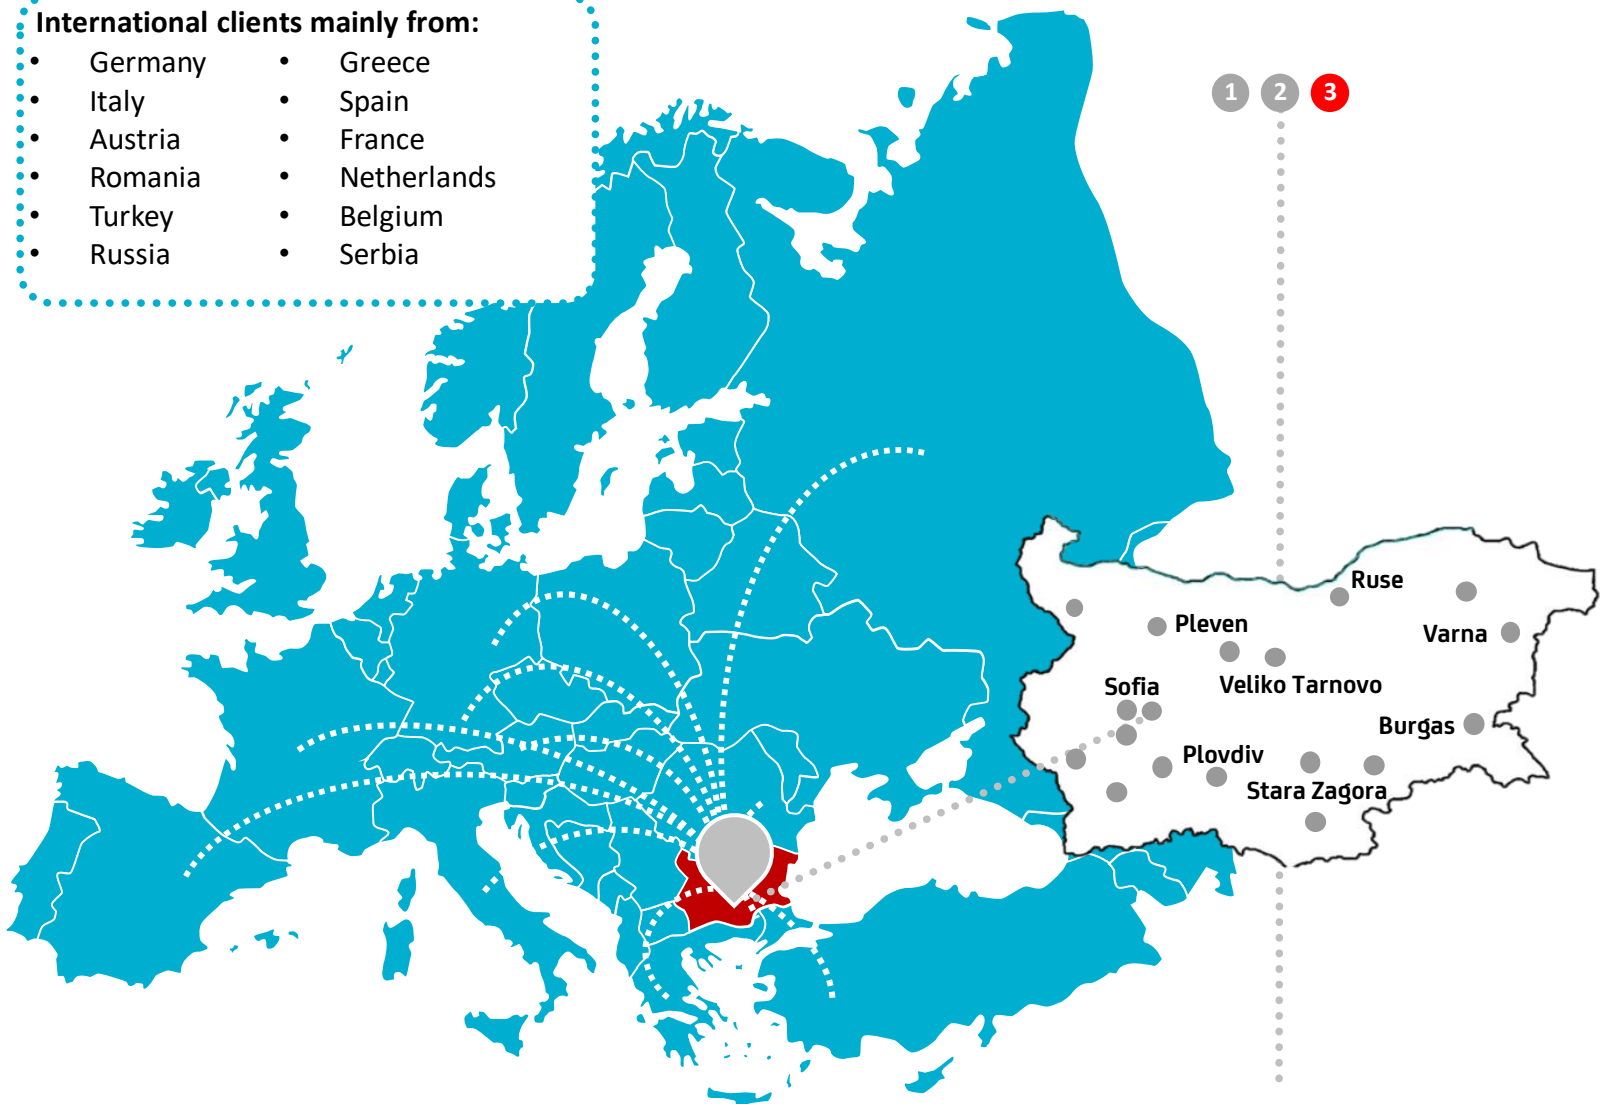 International clients mainly from:
• Germany
• Italy
• Austria
• Romania
• Turkey
• Russia
• Greece
• Spain
• France
• Netherlands
• Belgium
• Serbia
1 2 3
Ruse
Pleven
Varna
Sofia
Veliko Tarnovo
Burgas
Plovdiv
Stara Zagora